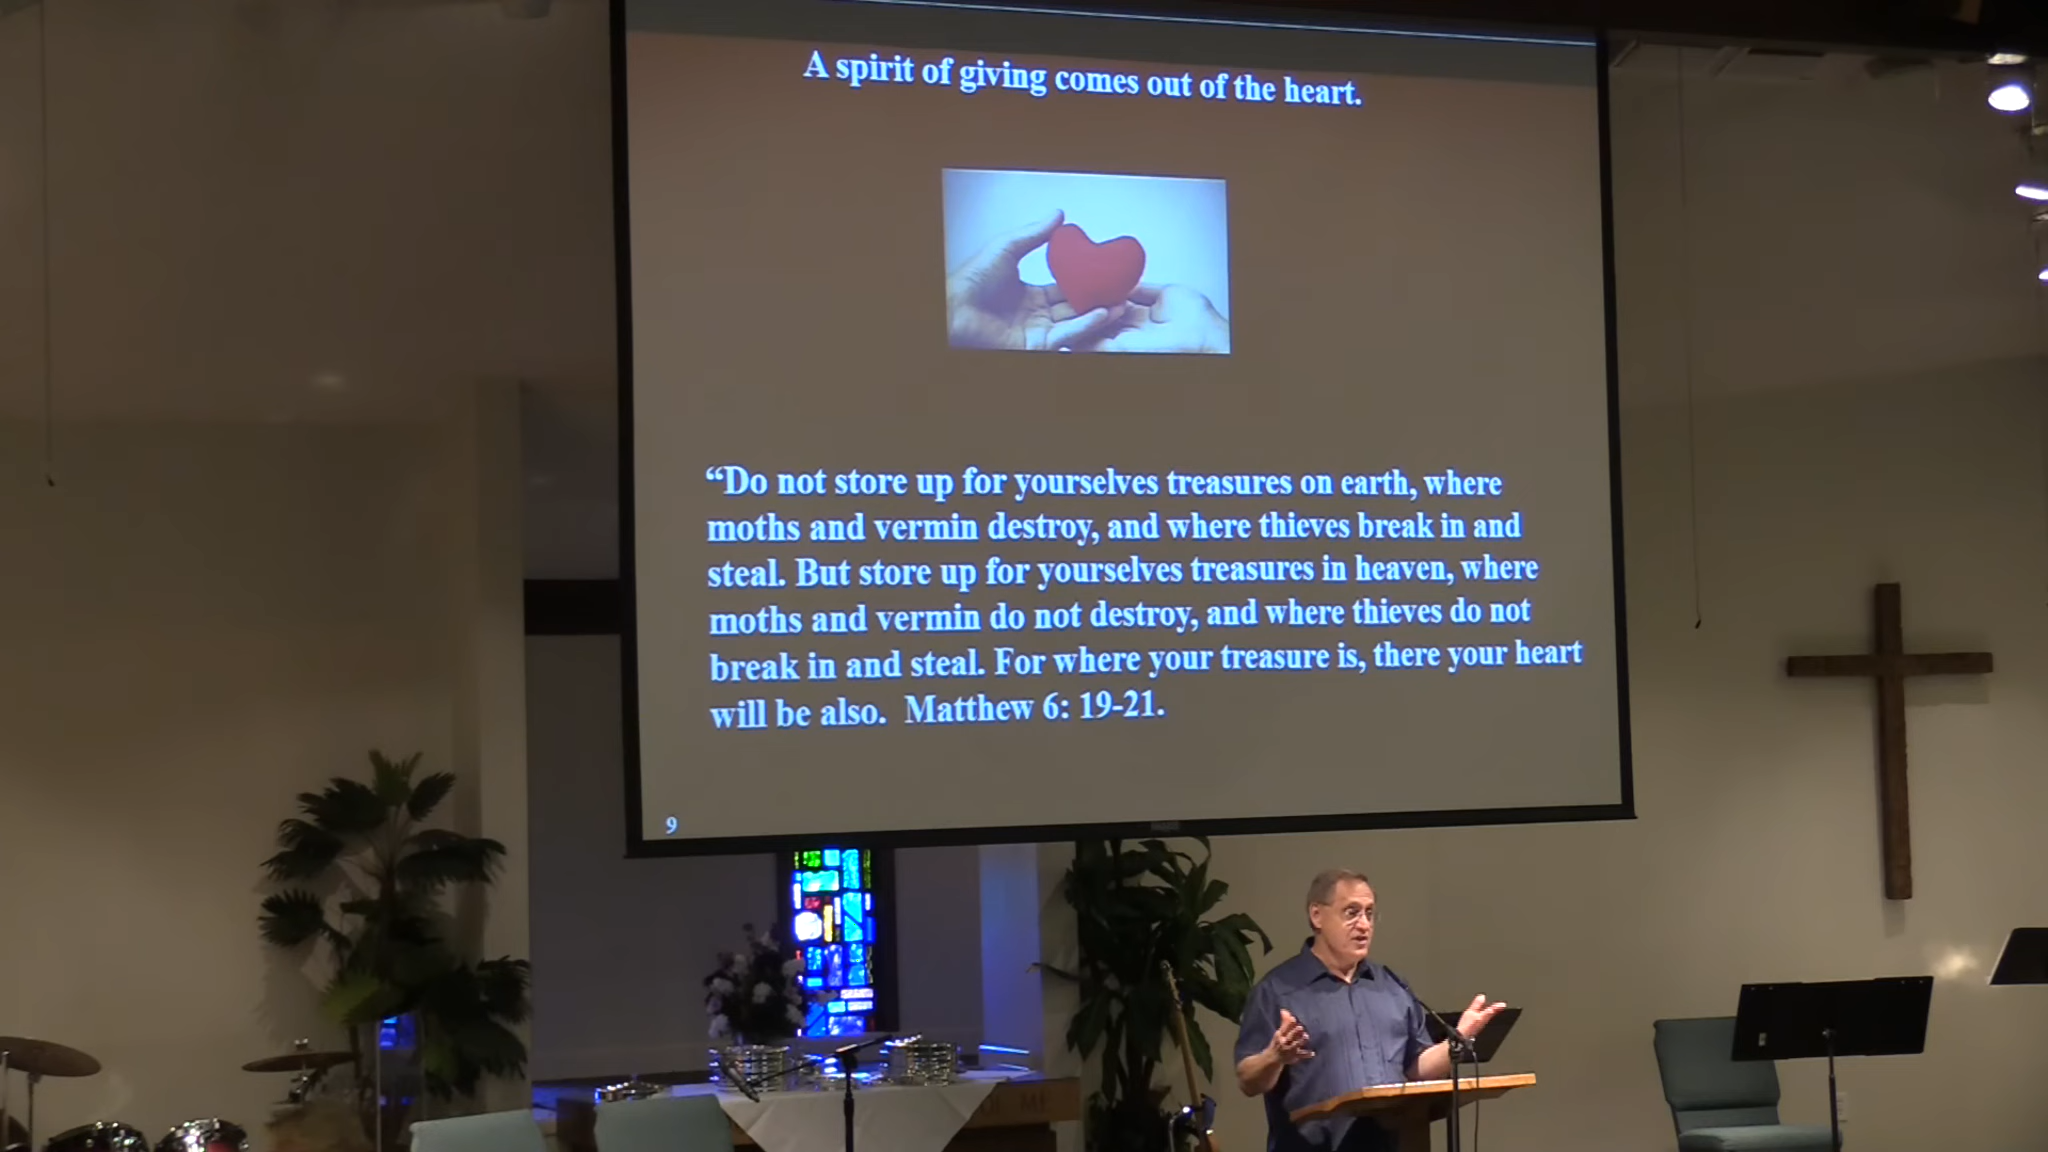 A spirit of giving comes out of the heart.
“Do not store up for yourselves treasures on earth, where
moths and vermin destroy, and where thieves break in and
steal. But store up for yourselves treasures in heaven, where
moths and vermin do not destroy, and where thieves do not
break in and steal. For where your treasure is, there your heart
will be also.  Matthew 6: 19-21.
9
OF ME